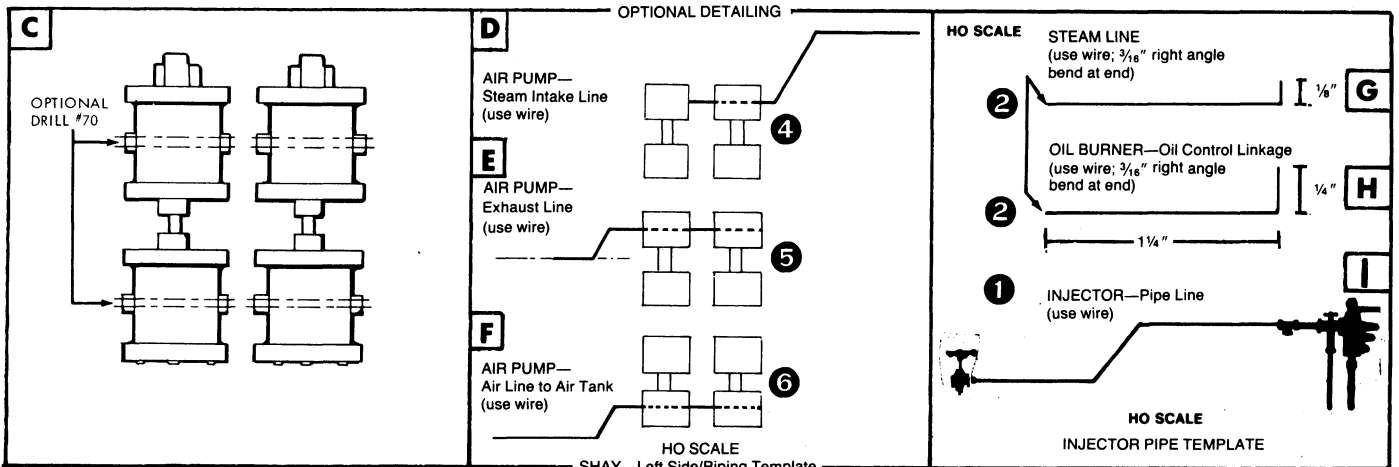 OPTIONAL DETAILING
C
OPTIONAL
DRILL #70
D
AIR PUMP—
Steam Intake Line
(use wire)
4
E
AIR PUMP—
Exhaust Line
(use wire)
5
F
AIR PUMP—
Air Line to Air Tank
(use wire)
6
HO SCALE
SHAY—Left Side/Piping Template
HO SCALE
STEAM LINE
(use wire; 3/16" right angle
bend at end)
2
1/8"
G
OIL BURNER—Oil Control Linkage
(use wire; 3/16" right angle
bend at end)
2
1/4"
H
1 1/4"
I
1
INJECTOR—Pipe Line
(use wire)
HO SCALE
INJECTOR PIPE TEMPLATE